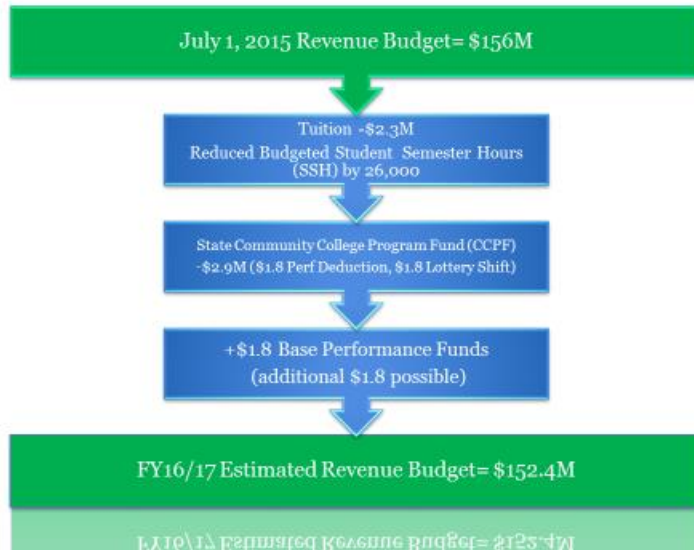 July 1, 2015 Revenue Budget= $156M
Tuition -$2.3M
Reduced Budgeted Student Semester Hours
(SSH) by 26,000
State Community College Program Fund (CCPF)
-$2.9M ($1.8 Perf Deduction, $1.8 Lottery Shift)
+$1.8 Base Performance Funds
(additional $1.8 possible)
FY16/17 Estimated Revenue Budget= $152.4M